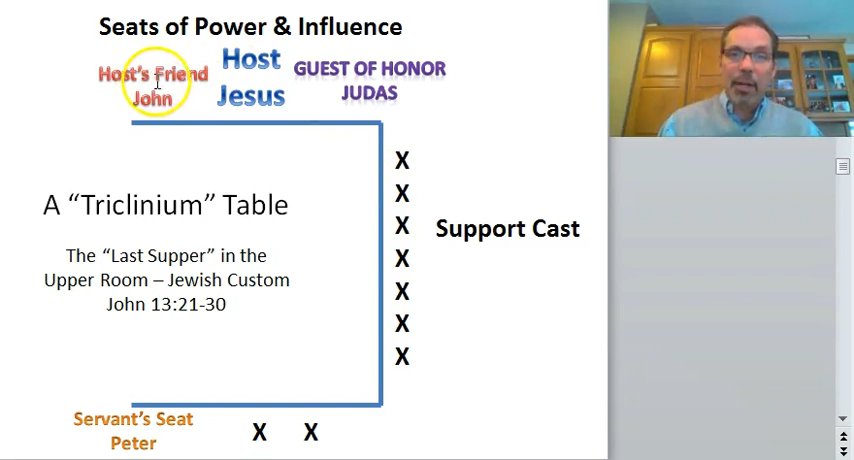 Seats of Power & Influence
Host's Friend
John
Host
Jesus
GUEST OF HONOR
JUDAS
X
X
X
X
X
X
X
A “Triclinium” Table
Support Cast
The “Last Supper” in the
Upper Room – Jewish Custom
John 13:21-30
Servant's Seat
Peter
X X